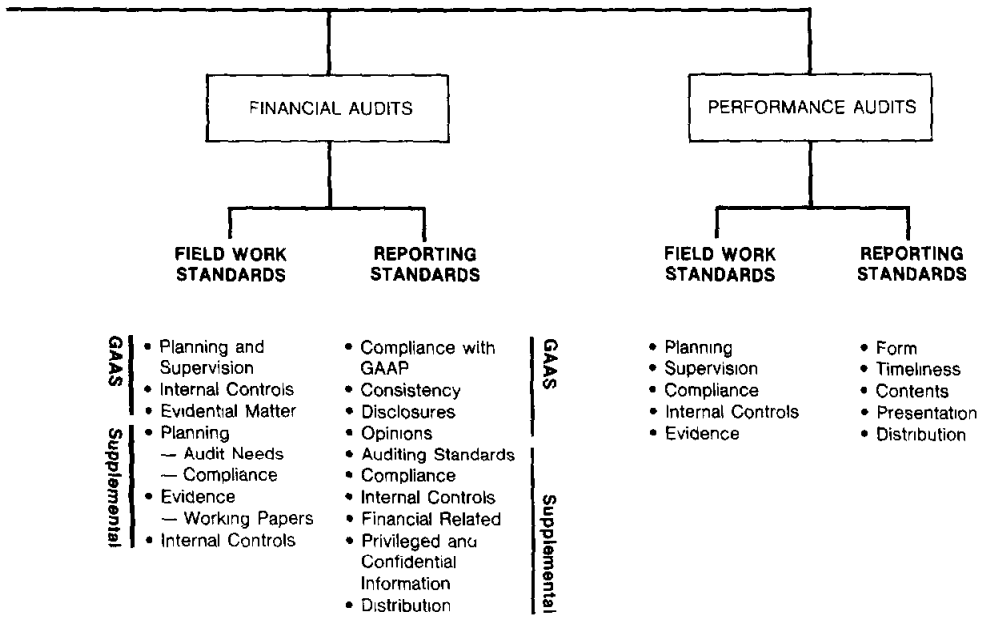 FINANCIAL AUDITS
PERFORMANCE AUDITS
FIELD WORK
STANDARDS
REPORTING
STANDARDS
FIELD WORK
STANDARDS
REPORTING
STANDARDS
GAAS
• Planning and
Supervision
• Internal Controls
• Evidential Matter
Supplemental
• Planning
— Audit Needs
— Compliance
• Evidence
— Working Papers
• Internal Controls
• Compliance with
GAAP
• Consistency
• Disclosures
• Opinions
• Auditing Standards
• Compliance
• Internal Controls
• Financial Related
• Privileged and
Confidential
Information
• Distribution
GAAS
Supplemental
• Planning
• Supervision
• Compliance
• Internal Controls
• Evidence
• Form
• Timeliness
• Contents
• Presentation
• Distribution